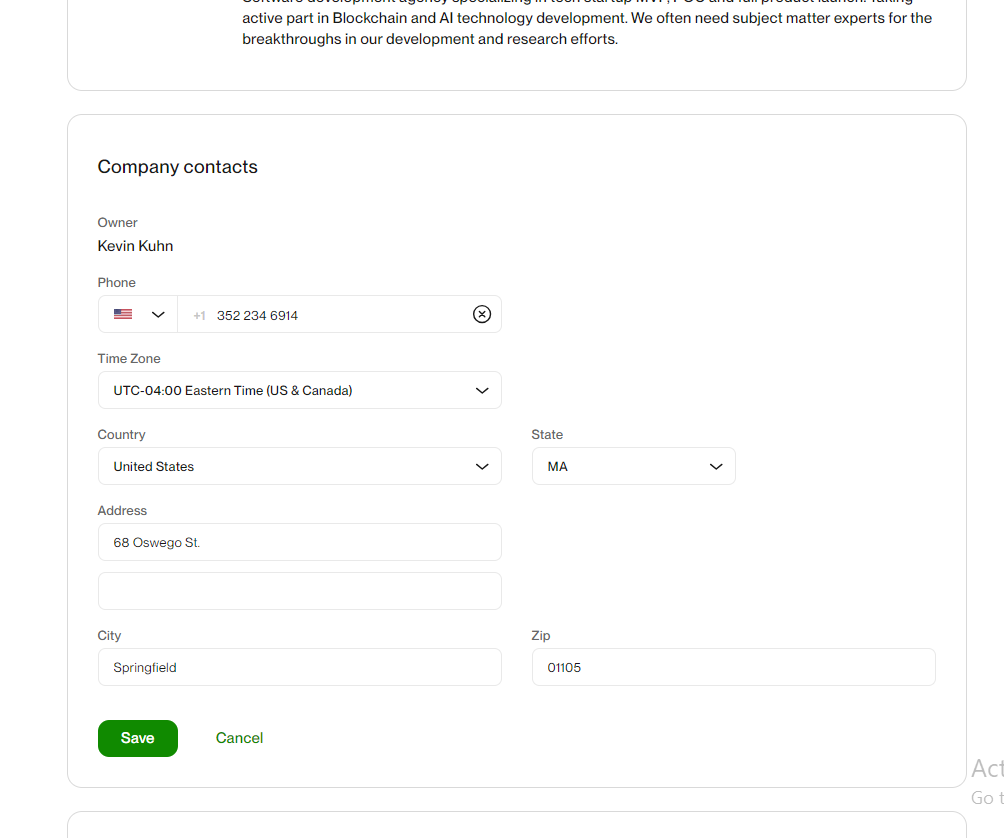 active part in Blockchain and AI technology development. We often need subject matter experts for the
breakthroughs in our development and research efforts.
Company contacts
Owner
Kevin Kuhn
Phone
+1 352 234 6914
Time Zone
UTC-04:00 Eastern Time (US & Canada)
Country
State
United States
MA
Address
68 Oswego St.
City
Zip
Springfield
01105
Save
Cancel
Act
Go t